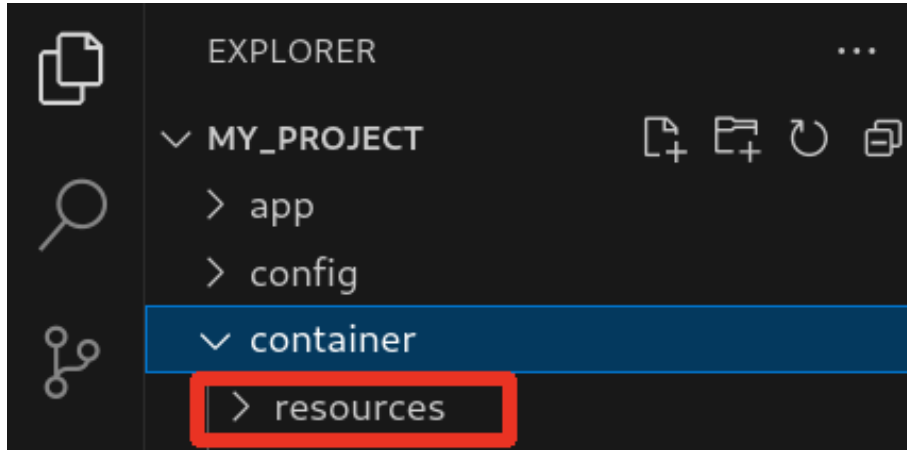 EXPLORER
MY_PROJECT
app
config
container
resources